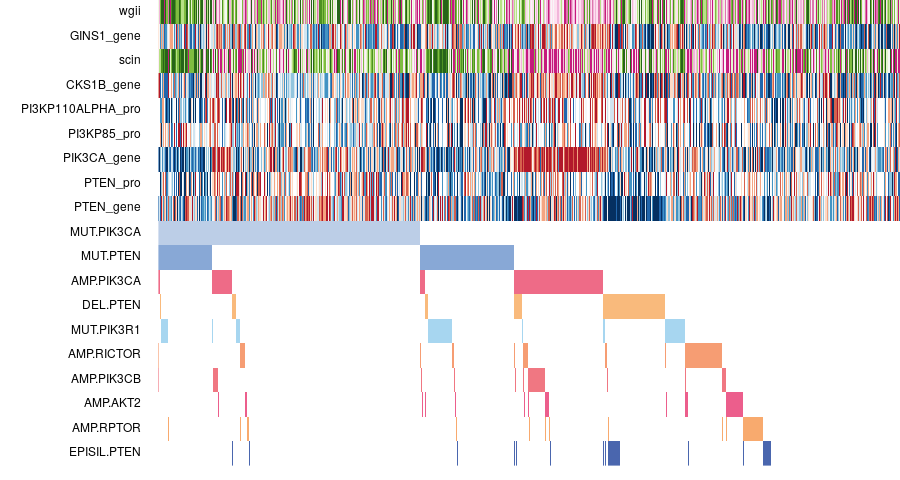 wgii
GINS1_gene
scin
CKS1B_gene
PI3KP110ALPHA_pro
PI3KP85_pro
PIK3CA_gene
PTEN_pro
PTEN_gene
MUT.PIK3CA
MUT.PTEN
AMP.PIK3CA
DEL.PTEN
MUT.PIK3R1
AMP.RICTOR
AMP.PIK3CB
AMP.AKT2
AMP.RPTOR
EPISIL.PTEN